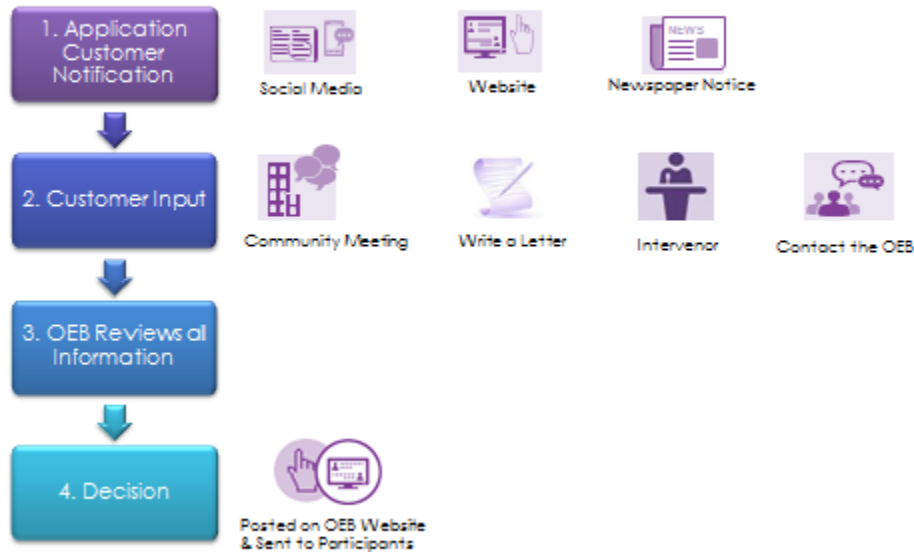 1. Application
Customer
Notification
Social Media
Website
NEWS
Newspaper Notice
2. Customer Input
Community Meeting
Write a Letter
Intervenor
Contact the OEB
3. OEB Reviews all
Information
4. Decision
Posted on OEB Website
& Sent to Participants